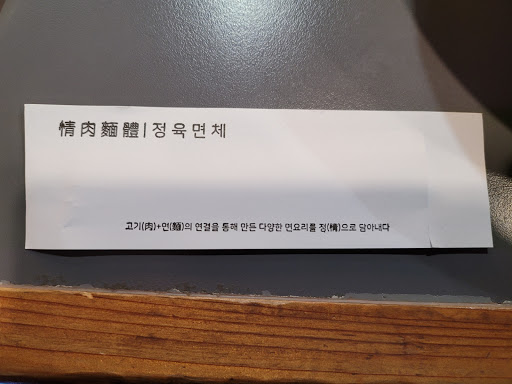 情肉麵體|정육면체
고기(肉)+면(麵)의 연결을 통해 만든 다양한 면요리를 정(情)으로 담아내다